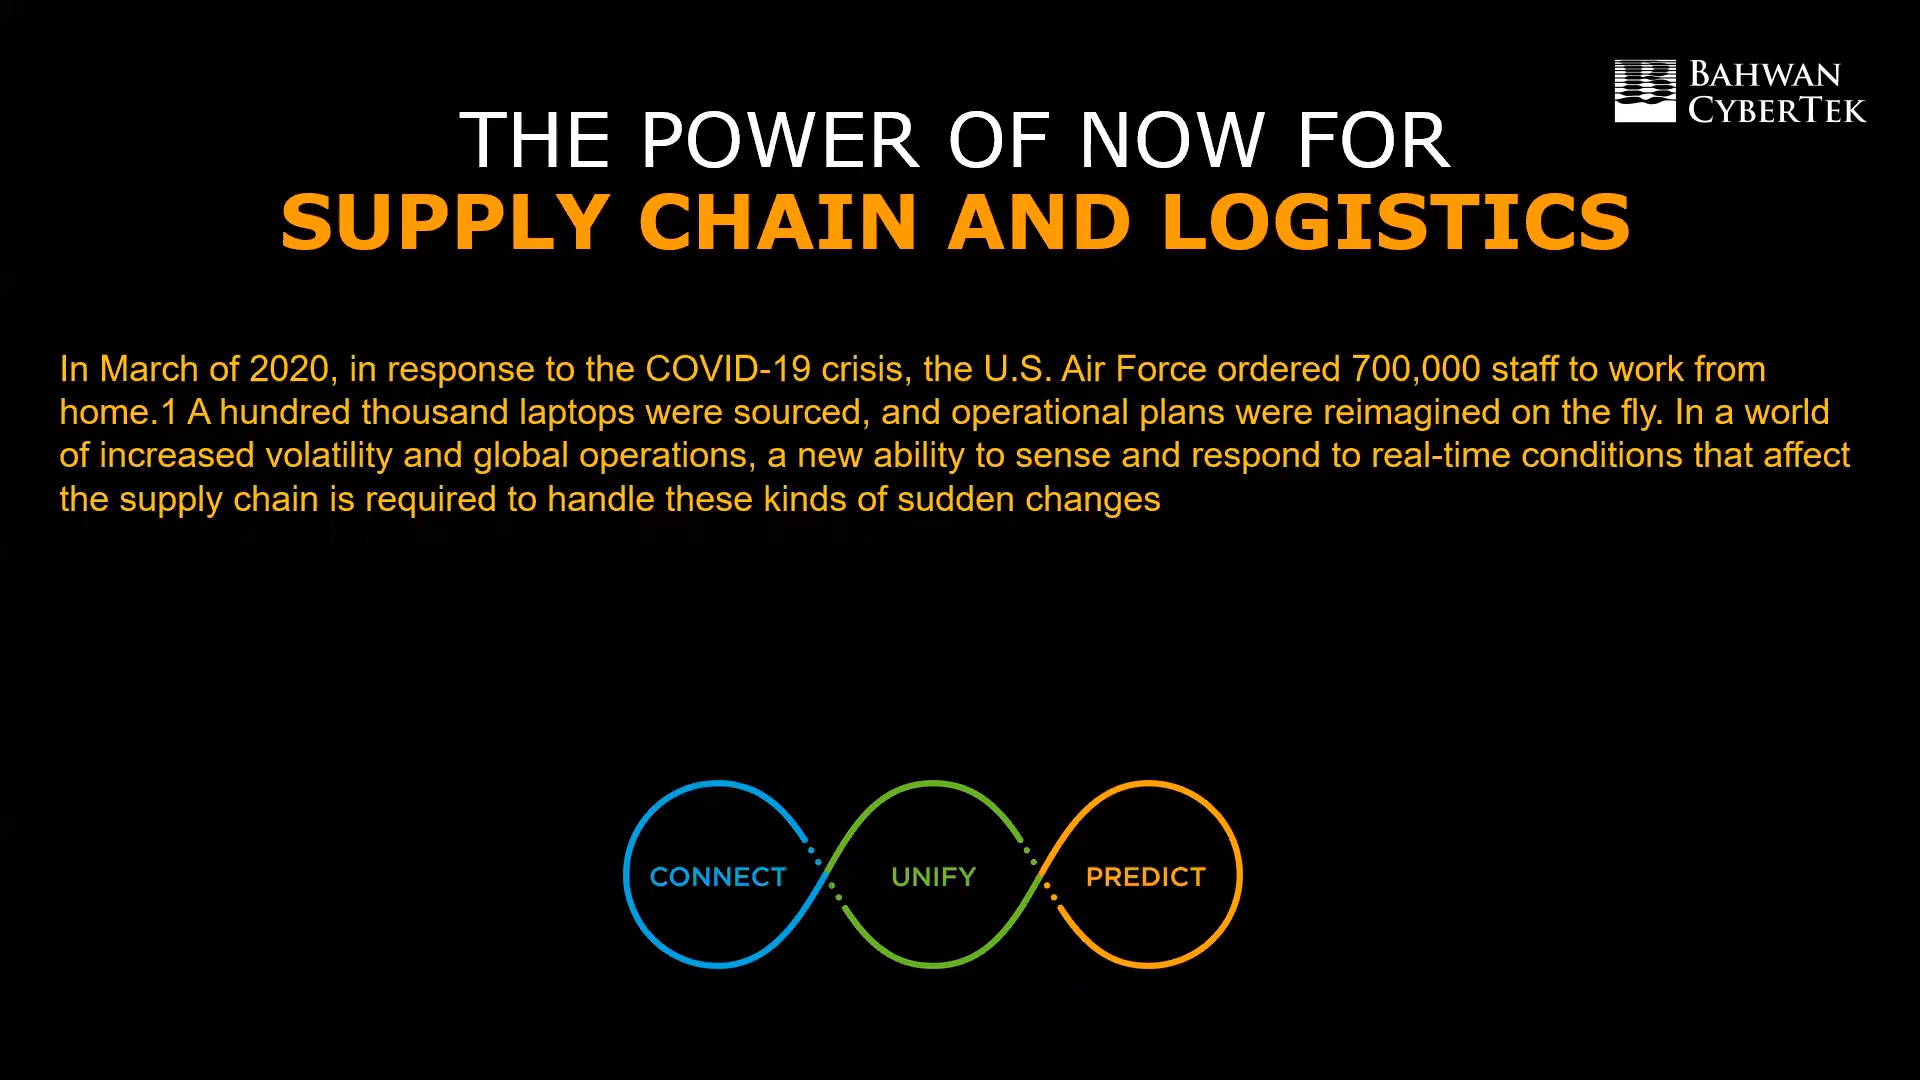 BAHWAN
CYBERTEK
THE POWER OF NOW FOR
SUPPLY CHAIN AND LOGISTICS
In March of 2020, in response to the COVID-19 crisis, the U.S. Air Force ordered 700,000 staff to work from
home.1 A hundred thousand laptops were sourced, and operational plans were reimagined on the fly. In a world
of increased volatility and global operations, a new ability to sense and respond to real-time conditions that affect
the supply chain is required to handle these kinds of sudden changes
CONNECT UNIFY PREDICT